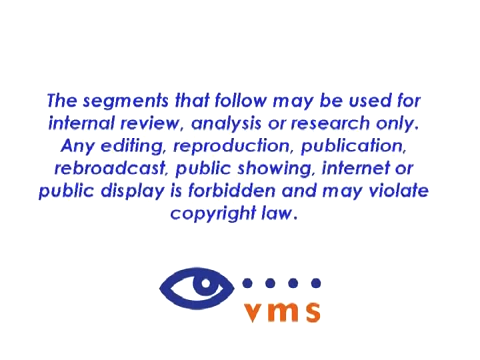 The segments that follow may be used for
internal review, analysis or research only.
Any editing, reproduction, publication,
rebroadcast, public showing, internet or
public display is forbidden and may violate
copyright law.
vms